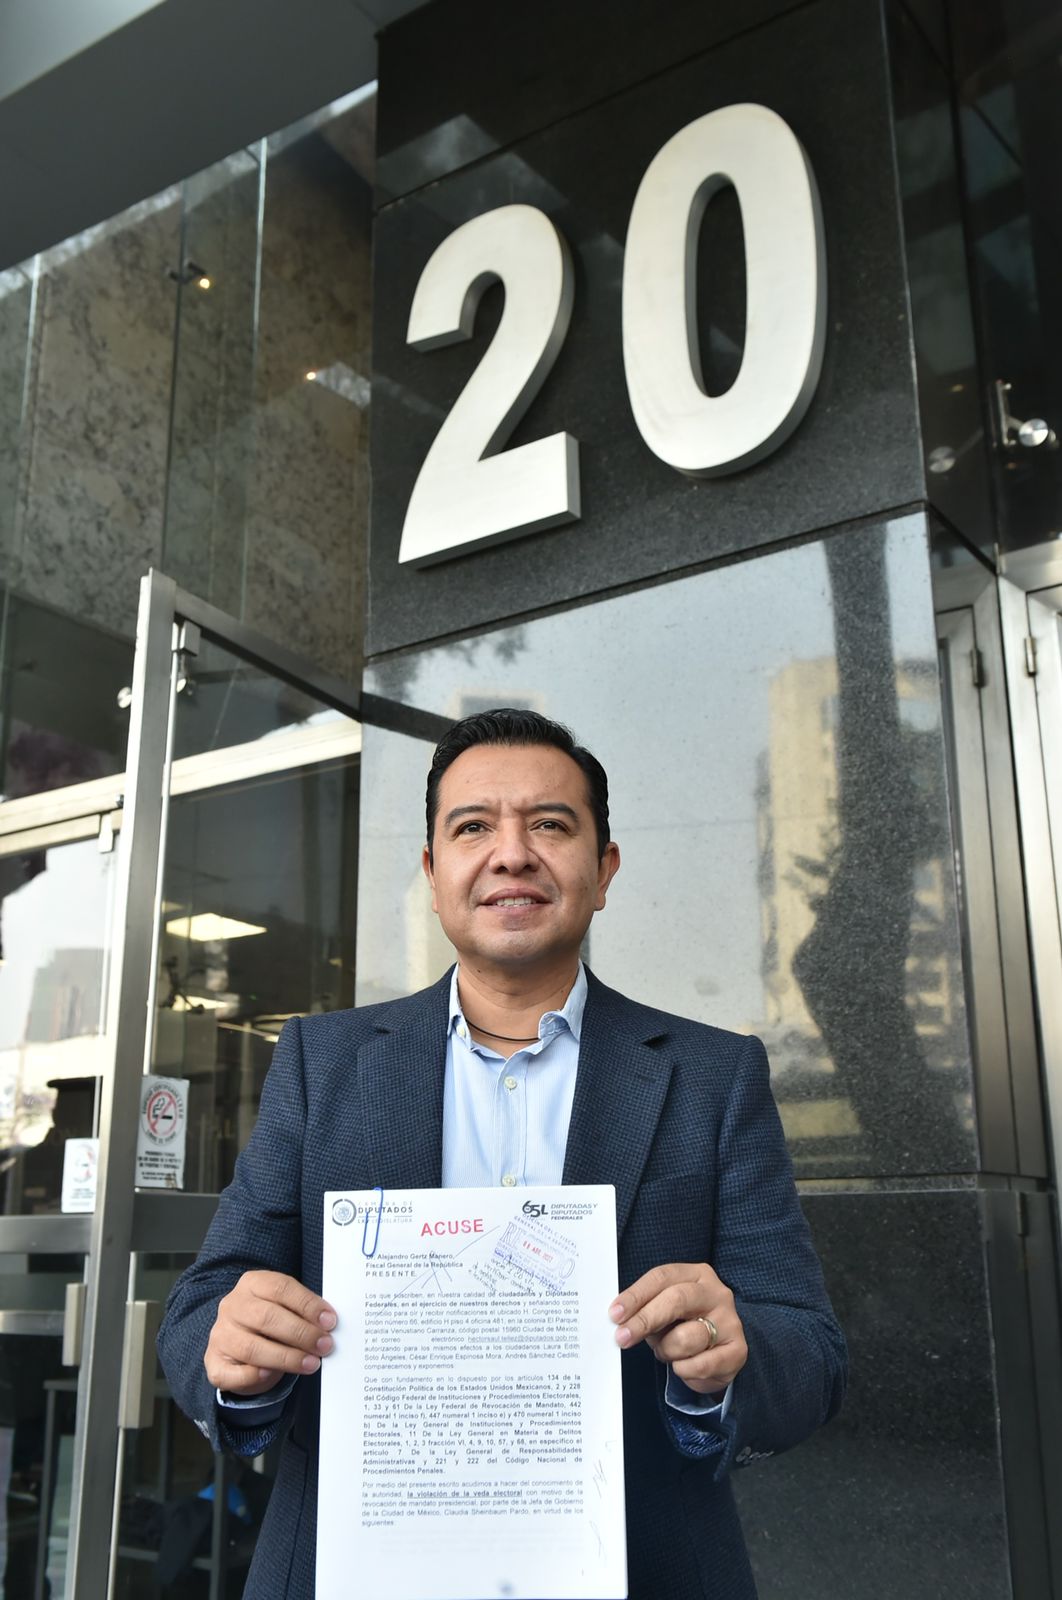 20
CÁMARA DE
DIPUTADOS
LXV LEGISLATURA
65L DIPUTADAS Y
DIPUTADOS
FEDERALES
ACUSE
Dr. Alejandro Gertz Manero,
Fiscal General de la República
PRESENTE
Los que suscriben, en nuestra calidad de ciudadanos y Diputados
Federales, en el ejercicio de nuestros derechos y señalando como
domicilio para oír y recibir notificaciones el ubicado H. Congreso de la
Unión número 66, edificio H piso 4 oficina 481, en la colonia El Parque,
alcaldía Venustiano Carranza, código postal 15960 Ciudad de México,
y el correo electrónico hectorsaul.tellez@diputados.gob.mx,
autorizando para los mismos efectos a los ciudadanos Laura Edith
Soto Ángeles, César Enrique Espinosa Mora, Andrés Sánchez Cedillo,
comparecemos y exponemos:
Que con fundamento en lo dispuesto por los artículos 134 de la
Constitución Política de los Estados Unidos Mexicanos, 2 y 228
del Código Federal de Instituciones y Procedimientos Electorales,
1, 33 y 61 De la Ley Federal de Revocación de Mandato, 442
numeral 1 inciso f), 447 numeral 1 inciso e) y 470 numeral 1 inciso
b) De la Ley General de Instituciones y Procedimientos
Electorales, 11 De la Ley General en Materia de Delitos
Electorales, 1, 2, 3 fracción VI, 4, 9, 10, 57, y 68, en específico el
artículo 7 De la Ley General de Responsabilidades
Administrativas y 221 y 222 del Código Nacional de
Procedimientos Penales.
Por medio del presente escrito acudimos a hacer del conocimiento de
la autoridad, la violación de la veda electoral con motivo de la
revocación de mandato presidencial, por parte de la Jefa de Gobierno
de la Ciudad de México, Claudia Sheinbaum Pardo, en virtud de los
siguientes: